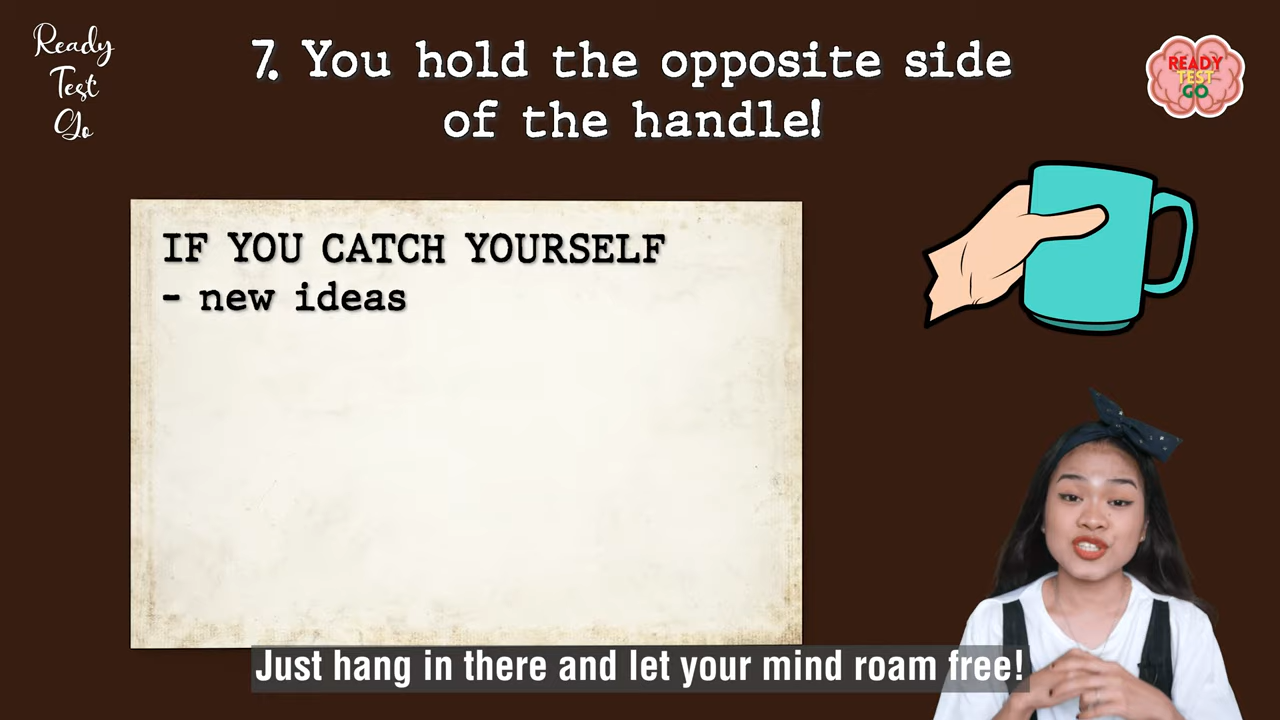 Ready
Test
Go
7. You hold the opposite side
of the handle!
READY
TEST
GO
IF YOU CATCH YOURSELF
- new ideas
Just hang in there and let your mind roam free!